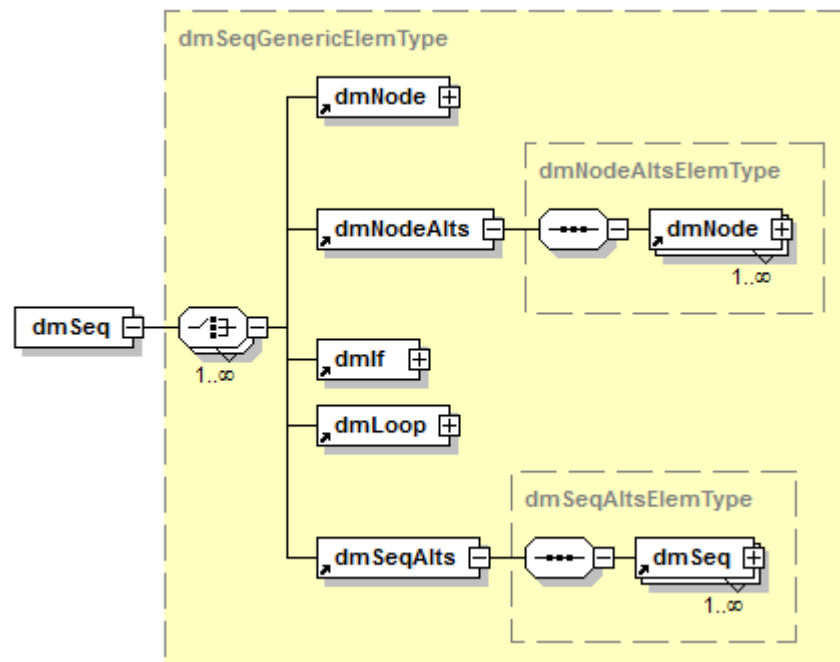 dmSeqGenericElemType
dmNode
dmNodeAltsElemType
dmNodeAlts
dmNode
1..∞
dmSeq
1..∞
dmIf
dmLoop
dmSeqAltsElemType
dmSeqAlts
dmSeq
1..∞